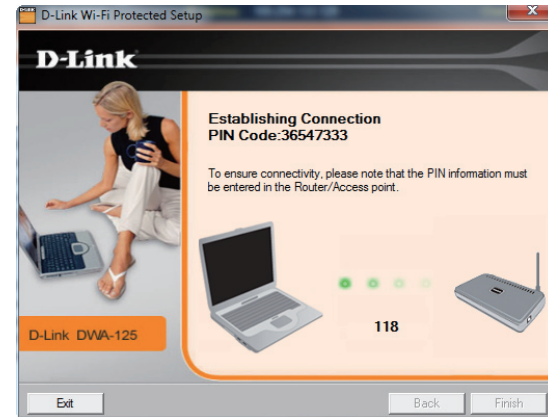 D-Link Wi-Fi Protected Setup
D-Link
Establishing Connection
PIN Code:36547333
To ensure connectivity, please note that the PIN information must
be entered in the Router/Access point.
118
D-Link DWA-125
Exit
Back
Finish